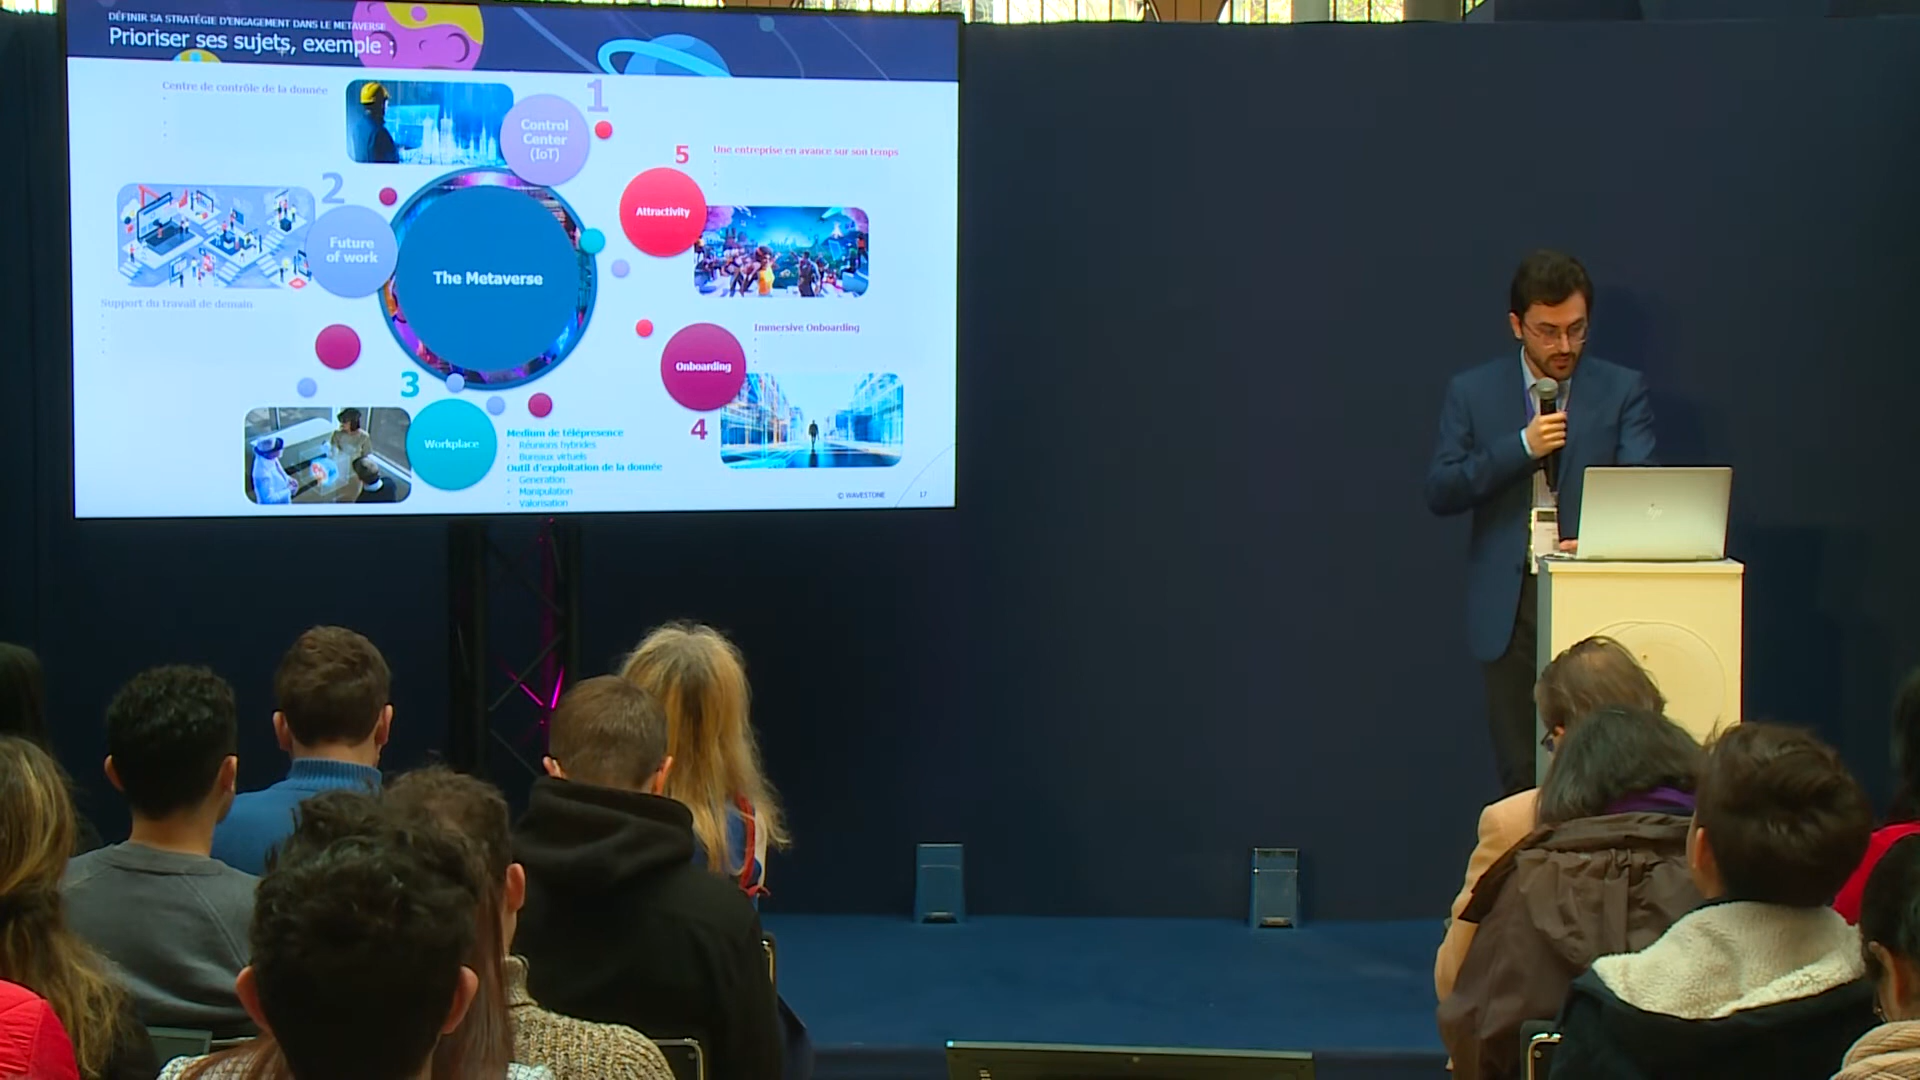 DÉFINIR SA STRATÉGIE D'ENGAGEMENT DANS LE METAVERSE
Prioriser ses sujets, exemple :
Centre de contrôle de la donnée
1
Control
Center
(IoT)
5
Une entreprise en avance sur son temps
Attractivity
2
Future
of work
The Metaverse
Support du travail de demain
Immersive Onboarding
Onboarding
4
3
Workplace
Medium de téléprésence
Réunions hybrides
Bureaux virtuels
Outil d'exploitation de la donnée
Generation
Manipulation
Valorisation
© WAVESTONE
17
hp